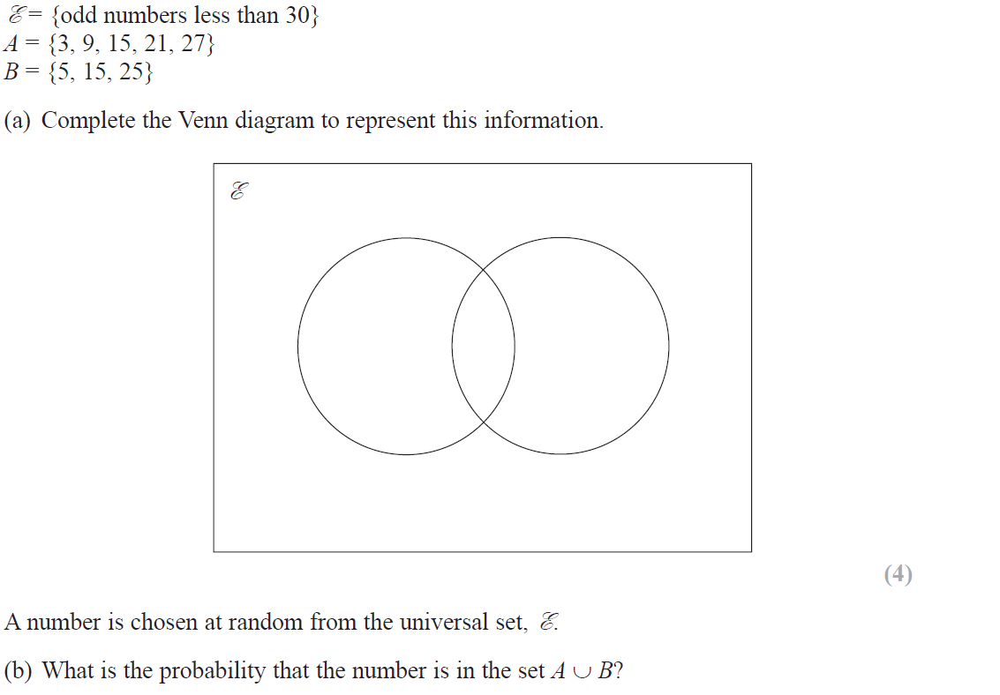 ℰ = {odd numbers less than 30}
A = {3, 9, 15, 21, 27}
B = {5, 15, 25}
(a) Complete the Venn diagram to represent this information.
ℰ
(4)
A number is chosen at random from the universal set, ℰ.
(b) What is the probability that the number is in the set A ∪ B?